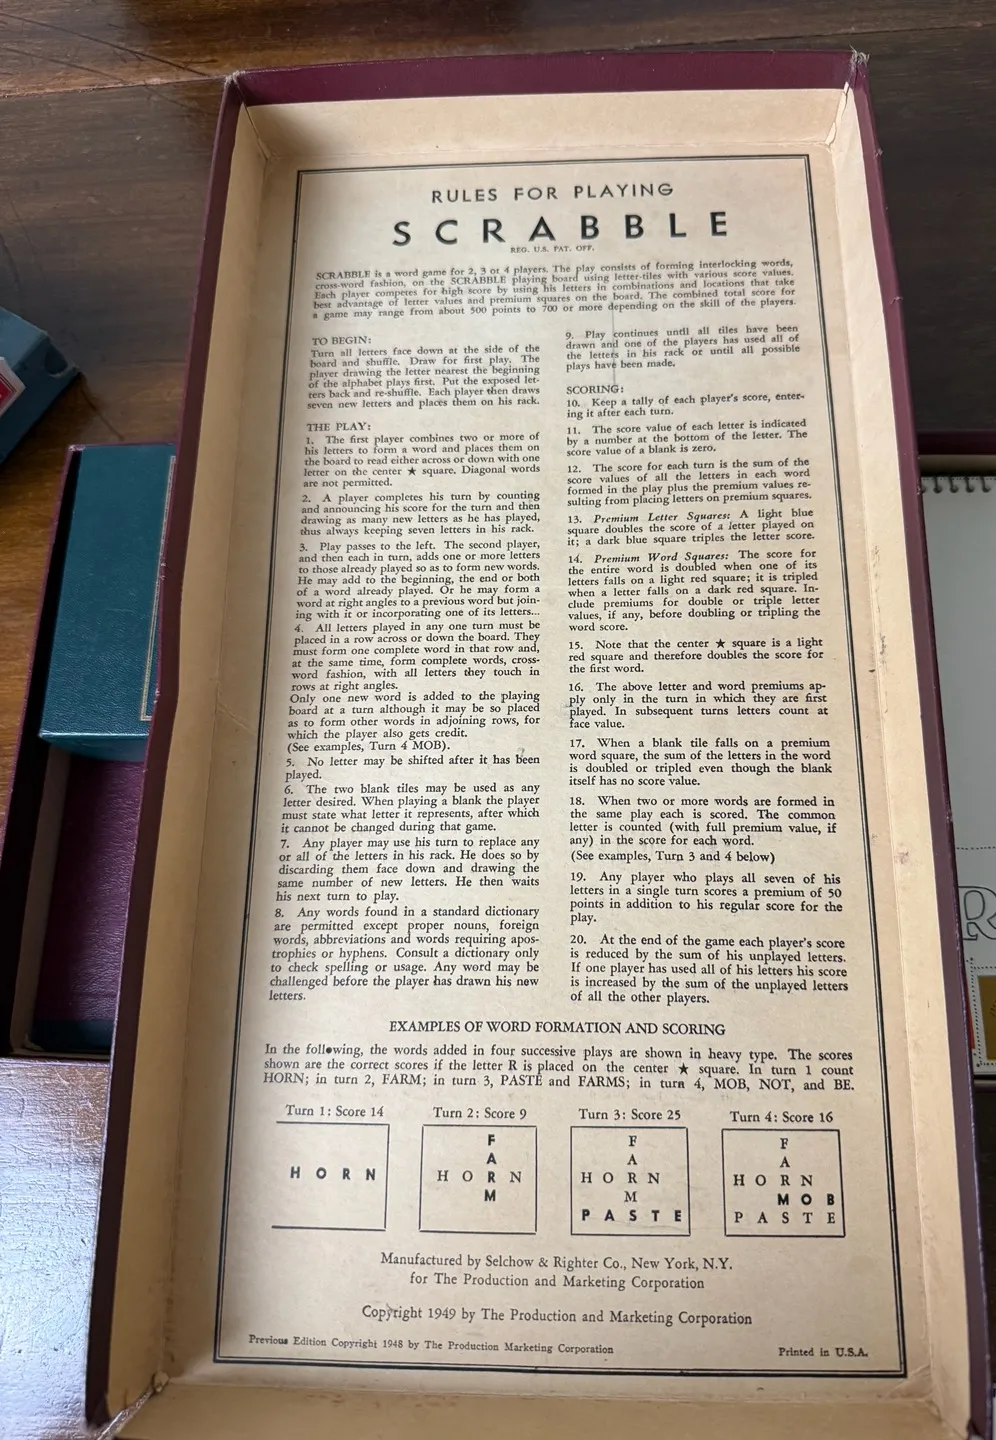 RULES FOR PLAYING
SCRABBLE
REG. U.S. PAT. OFF.
SCRABBLE is a word game for 2, 3 or 4 players. The play consists of forming interlocking words,
cross-word fashion, on the SCRABBLE playing board using letter-tiles with various score values.
Each player competes for high score by using his letters in combinations and locations that take
best advantage of letter values and premium squares on the board. The combined total score for
a game may range from about 500 points to 700 or more depending on the skill of the players.
TO BEGIN:
Turn all letters face down at the side of the
board and shuffle. Draw for first play. The
player drawing the letter nearest the beginning
of the alphabet plays first. Put the exposed let-
ters back and re-shuffle. Each player then draws
seven new letters and places them on his rack.
THE PLAY:
1. The first player combines two or more of
his letters to form a word and places them on
the board to read either across or down with one
letter on the center ★ square. Diagonal words
are not permitted.
2. A player completes his turn by counting
and announcing his score for the turn and then
drawing as many new letters as he has played,
thus always keeping seven letters in his rack.
3. Play passes to the left. The second player,
and then each in turn, adds one or more letters
to those already played so as to form new words.
He may add to the beginning, the end or both
of a word already played. Or he may form a
word at right angles to a previous word but join-
ing with it or incorporating one of its letters...
4. All letters played in any one turn must be
placed in a row across or down the board. They
must form one complete word in that row and,
at the same time, form complete words, cross-
word fashion, with all letters they touch in
rows at right angles.
Only one new word is added to the playing
board at a turn although it may be so placed
as to form other words in adjoining rows, for
which the player also gets credit.
(See examples, Turn 4 MOB).
5. No letter may be shifted after it has been
played.
6. The two blank tiles may be used as any
letter desired. When playing a blank the player
must state what letter it represents, after which
it cannot be changed during that game.
7. Any player may use his turn to replace any
or all of the letters in his rack. He does so by
discarding them face down and drawing the
same number of new letters. He then waits
his next turn to play.
8. Any words found in a standard dictionary
are permitted except proper nouns, foreign
words, abbreviations and words requiring apos-
trophies or hyphens. Consult a dictionary only
to check spelling or usage. Any word may be
challenged before the player has drawn his new
letters.
9. Play continues until all tiles have been
drawn and one of the players has used all of
the letters in his rack or until all possible
plays have been made.
SCORING:
10. Keep a tally of each player's score, enter-
ing it after each turn.
11. The score value of each letter is indicated
by a number at the bottom of the letter. The
score value of a blank is zero.
12. The score for each turn is the sum of the
score values of all the letters in each word
formed in the play plus the premium values re-
sulting from placing letters on premium squares.
13. Premium Letter Squares: A light blue
square doubles the score of a letter played on
it; a dark blue square triples the letter score.
14. Premium Word Squares: The score for
the entire word is doubled when one of its
letters falls on a light red square; it is tripled
when a letter falls on a dark red square. In-
clude premiums for double or triple letter
values, if any, before doubling or tripling the
word score.
15. Note that the center ★ square is a light
red square and therefore doubles the score for
the first word.
16. The above letter and word premiums ap-
ply only in the turn in which they are first
played. In subsequent turns letters count at
face value.
17. When a blank tile falls on a premium
word square, the sum of the letters in the word
is doubled or tripled even though the blank
itself has no score value.
18. When two or more words are formed in
the same play each is scored. The common
letter is counted (with full premium value, if
any) in the score for each word.
(See examples, Turn 3 and 4 below)
19. Any player who plays all seven of his
letters in a single turn scores a premium of 50
points in addition to his regular score for the
play.
20. At the end of the game each player's score
is reduced by the sum of his unplayed letters.
If one player has used all of his letters his score
is increased by the sum of the unplayed letters
of all the other players.
EXAMPLES OF WORD FORMATION AND SCORING
In the following, the words added in four successive plays are shown in heavy type. The scores
shown are the correct scores if the letter R is placed on the center ★ square. In turn 1 count
HORN; in turn 2, FARM; in turn 3, PASTE and FARMS; in turn 4, MOB, NOT, and BE.
Turn 1: Score 14
HORN
Turn 2: Score 9
F
A
HORN
M
Turn 3: Score 25
F
A
HORN
M
PASTE
Turn 4: Score 16
F
A
HORN
MOB
PASTE
Manufactured by Selchow & Righter Co., New York, N.Y.
for The Production and Marketing Corporation
Copyright 1949 by The Production and Marketing Corporation
Previous Edition Copyright 1948 by The Production Marketing Corporation
Printed in U.S.A.
R